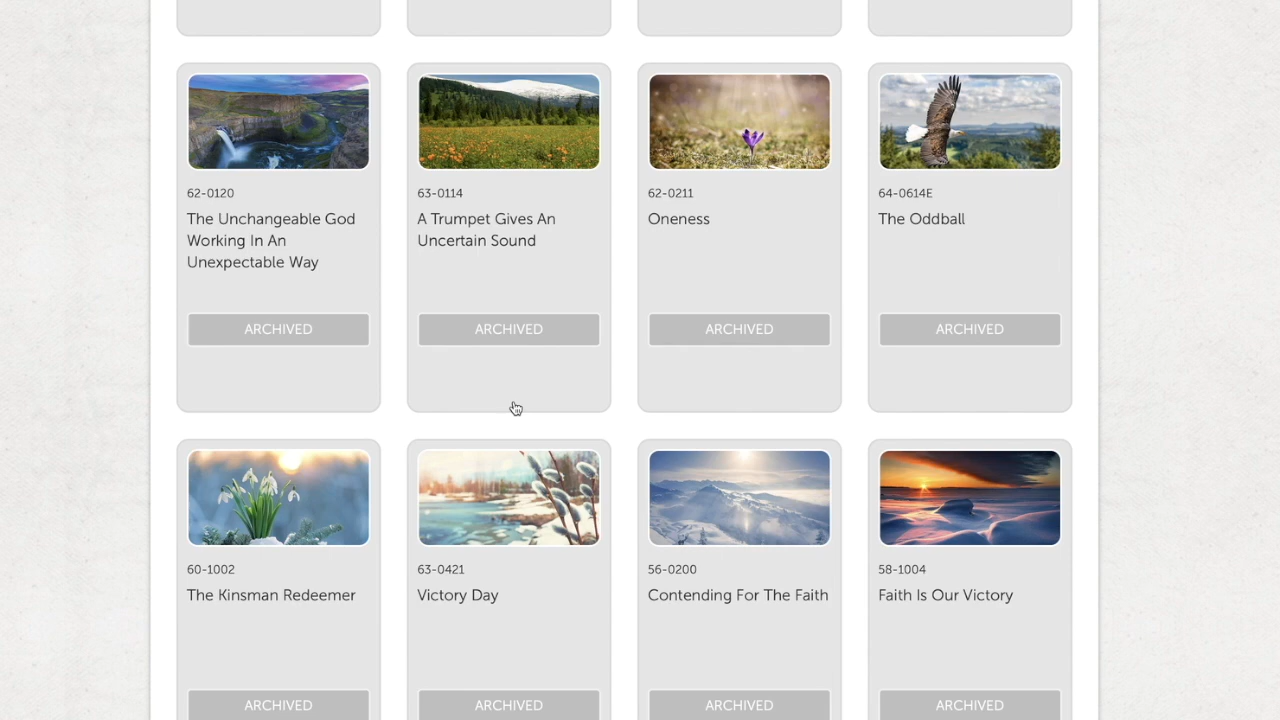 62-0120
The Unchangeable God
Working In An
Unexpectable Way
ARCHIVED
63-0114
A Trumpet Gives An
Uncertain Sound
ARCHIVED
62-0211
Oneness
ARCHIVED
64-0614E
The Oddball
ARCHIVED
60-1002
The Kinsman Redeemer
ARCHIVED
63-0421
Victory Day
ARCHIVED
56-0200
Contending For The Faith
ARCHIVED
58-1004
Faith Is Our Victory
ARCHIVED